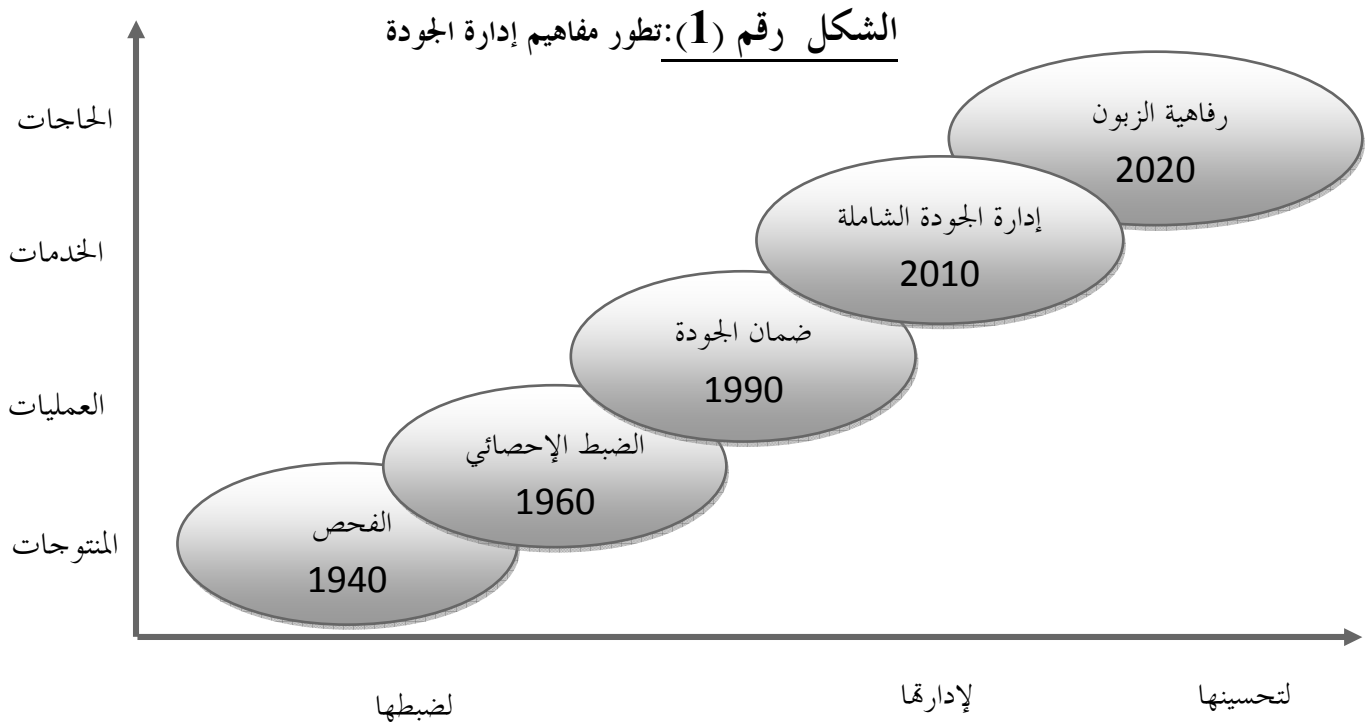 الشكل رقم (1):تطور مفاهيم إدارة الجودة
الحاجات
رفاهية الزبون
2020
إدارة الجودة الشاملة
2010
الخدمات
ضمان الجودة
1990
العمليات
الضبط الإحصائي
1960
الفحص
1940
المنتوجات
لضبطها
لإدارتها
لتحسينها